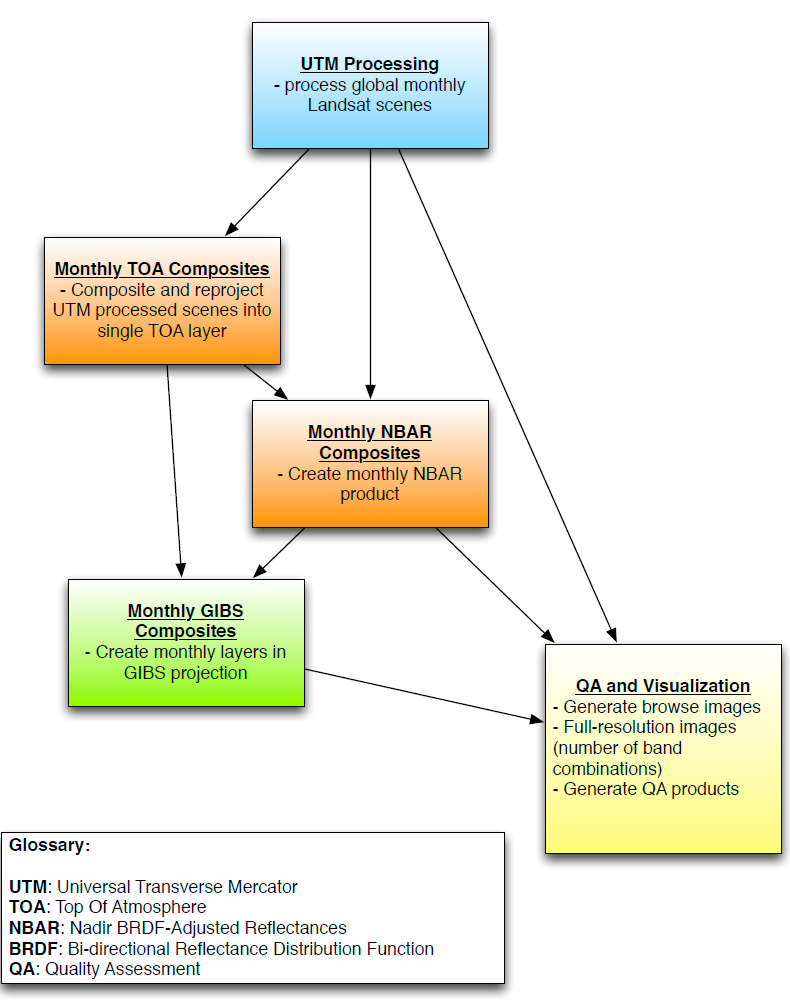 UTM Processing
- process global monthly
Landsat scenes
Monthly TOA Composites
- Composite and reproject
UTM processed scenes into
single TOA layer
Monthly NBAR
Composites
- Create monthly NBAR
product
Monthly GIBS
Composites
- Create monthly layers in
GIBS projection
QA and Visualization
- Generate browse images
- Full-resolution images
(number of band
combinations)
- Generate QA products
Glossary:
UTM: Universal Transverse Mercator
TOA: Top Of Atmosphere
NBAR: Nadir BRDF-Adjusted Reflectances
BRDF: Bi-directional Reflectance Distribution Function
QA: Quality Assessment